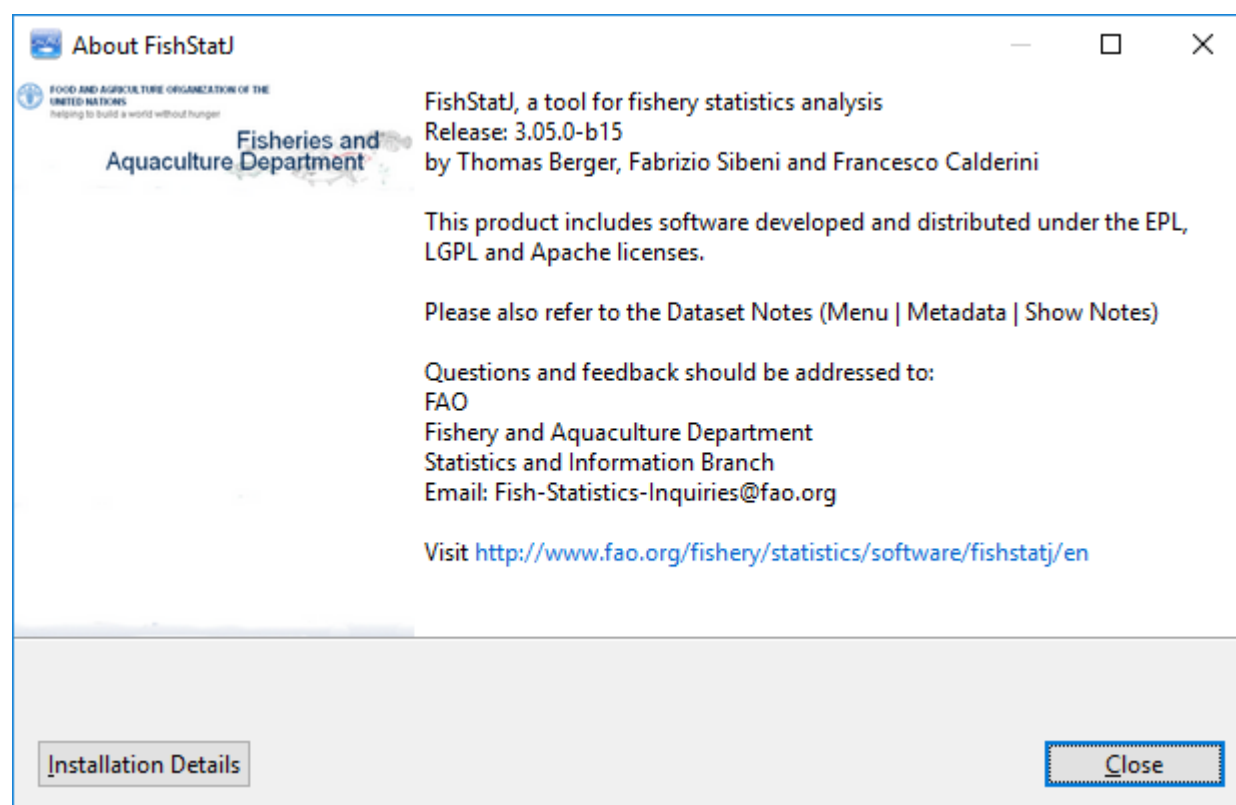 About FishStatJ
FOOD AND AGRICULTURE ORGANIZATION OF THE
UNITED NATIONS
helping to build a world without hunger
Fisheries and
Aquaculture Department
FishStatJ, a tool for fishery statistics analysis
Release: 3.05.0-b15
by Thomas Berger, Fabrizio Sibeni and Francesco Calderini
This product includes software developed and distributed under the EPL,
LGPL and Apache licenses.
Please also refer to the Dataset Notes (Menu | Metadata | Show Notes)
Questions and feedback should be addressed to:
FAO
Fishery and Aquaculture Department
Statistics and Information Branch
Email: Fish-Statistics-Inquiries@fao.org
Visit http://www.fao.org/fishery/statistics/software/fishstatj/en
Installation Details
Close